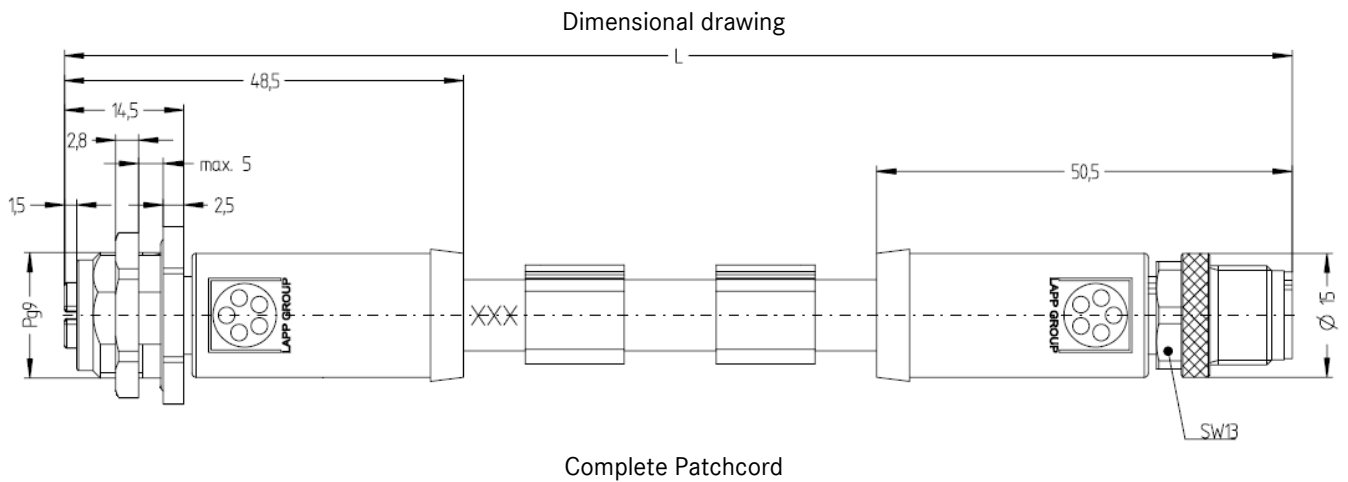 Dimensional drawing
L
48,5
14,5
2,8
max. 5
50,5
1,5
2,5
Pg9
LAPP GROUP
XXX
LAPP GROUP
Ø 15
SW13
Complete Patchcord